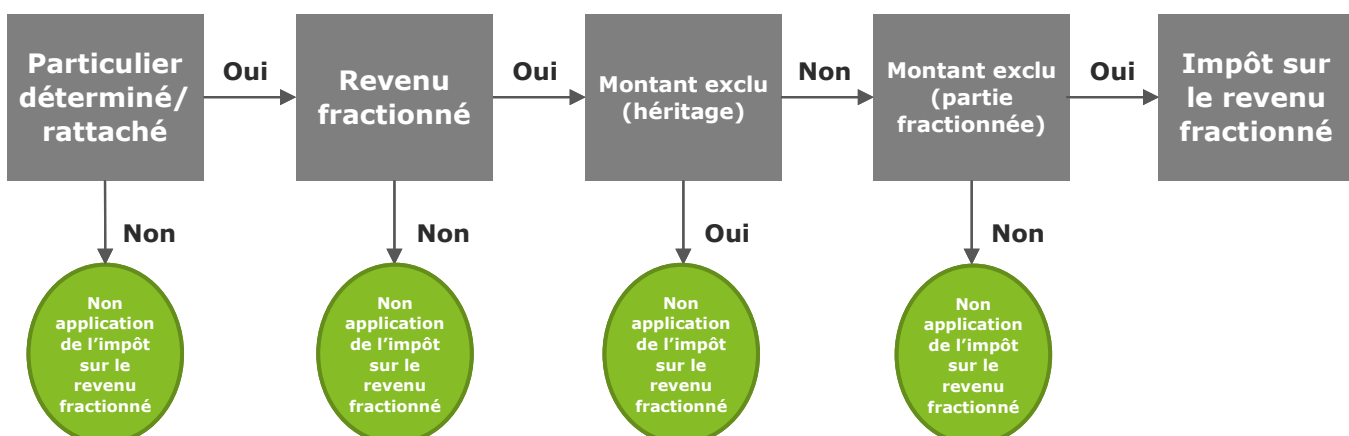 Particulier
déterminé/
rattaché
Oui
Revenu
fractionné
Oui
Montant exclu
(héritage)
Non
Montant exclu
(partie
fractionnée)
Oui
Impôt sur
le revenu
fractionné
Non
Non
Oui
Non
Non
application
de l’impôt
sur le
revenu
fractionné
Non
application
de l’impôt
sur le
revenu
fractionné
Non
application
de l’impôt
sur le
revenu
fractionné
Non
application
de l’impôt
sur le
revenu
fractionné